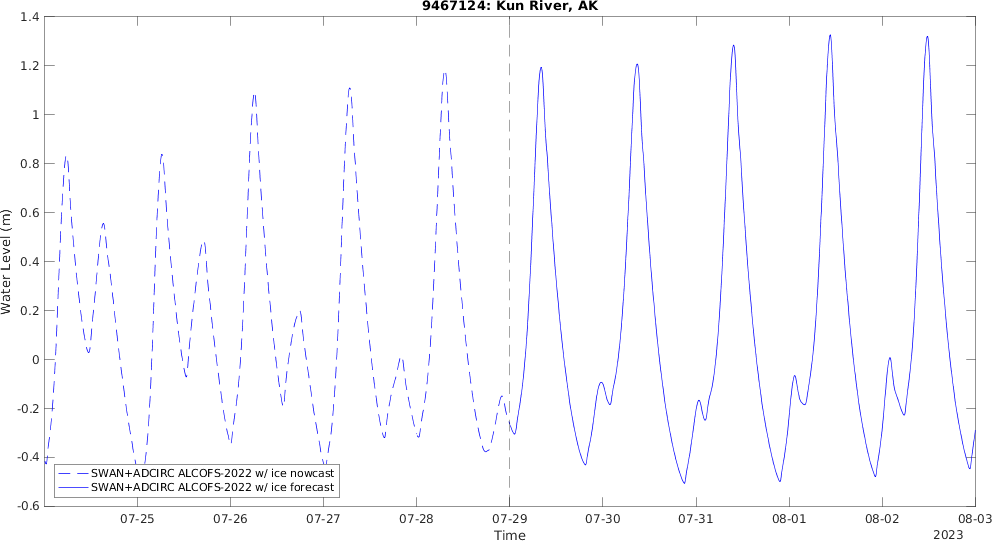 9467124: Kun River, AK
1.4
1.2
1
0.8
0.6
0.4
0.2
0
-0.2
-0.4
-0.6
Water Level (m)
SWAN+ADCIRC ALCOFS-2022 w/ ice nowcast
SWAN+ADCIRC ALCOFS-2022 w/ ice forecast
07-25 07-26 07-27 07-28 07-29 07-30 07-31 08-01 08-02 08-03
Time
2023